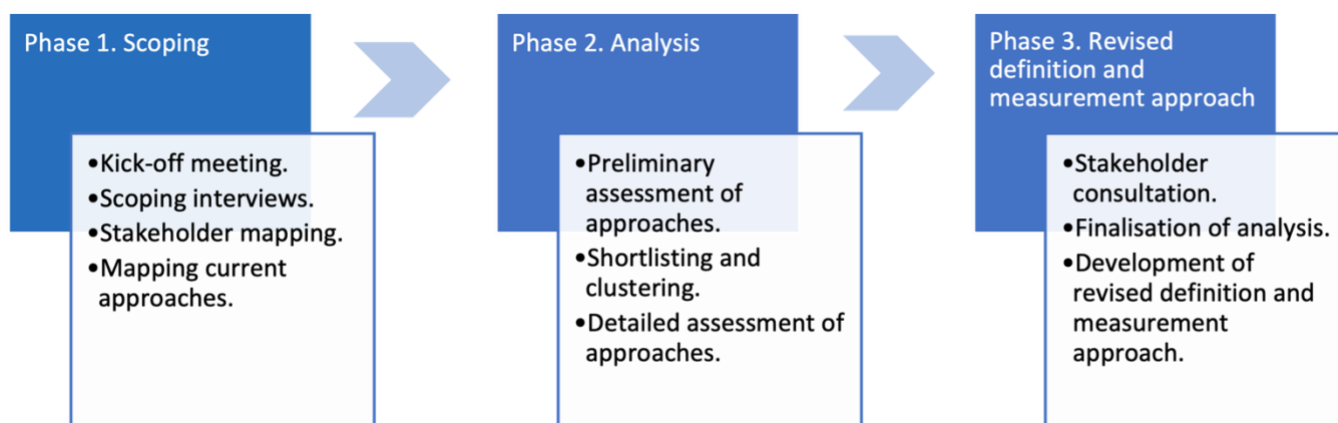 Phase 1. Scoping
•Kick-off meeting.
•Scoping interviews.
•Stakeholder mapping.
•Mapping current
approaches.
Phase 2. Analysis
•Preliminary
assessment of
approaches.
•Shortlisting and
clustering.
•Detailed assessment of
approaches.
Phase 3. Revised
definition and
measurement approach
•Stakeholder
consultation.
•Finalisation of analysis.
•Development of
revised definition and
measurement
approach.